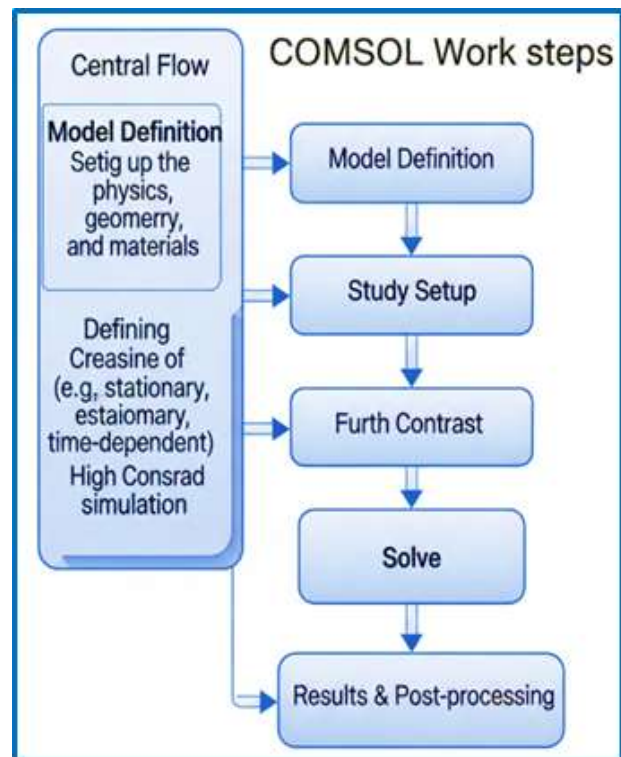 COMSOL Work steps
Central Flow
Model Definition
Setig up the
physics,
geomerry,
and materials
Defining
Creasine of
(e.g, stationary,
estaiomary,
time-dependent)
High Consrad
simulation
Model Definition
Study Setup
Furth Contrast
Solve
Results & Post-processing